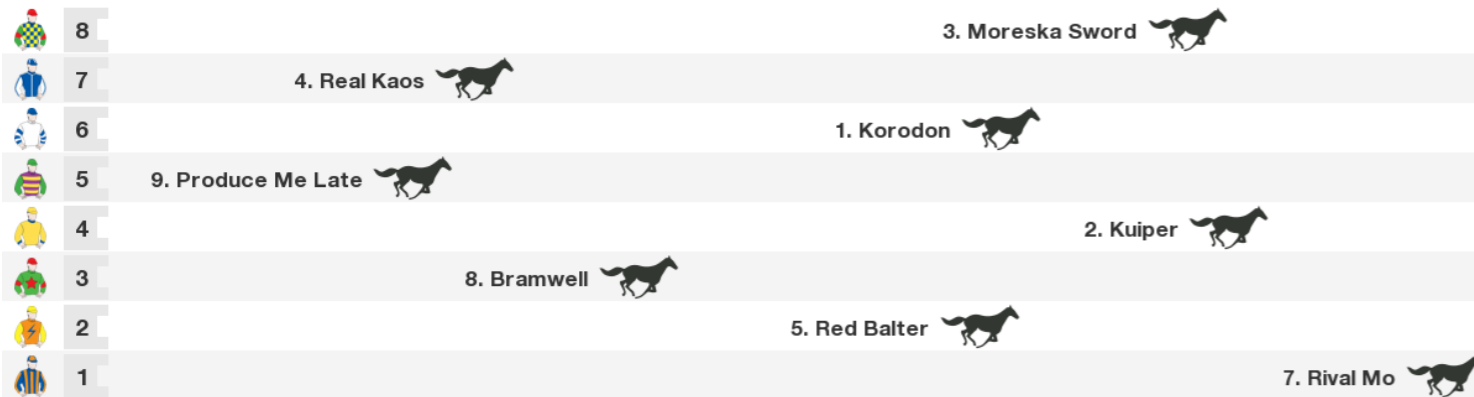 8 3. Moreska Sword
7 4. Real Kaos
6 1. Korodon
5 9. Produce Me Late
4 2. Kuiper
3 8. Bramwell
2 5. Red Balter
1 7. Rival Mo